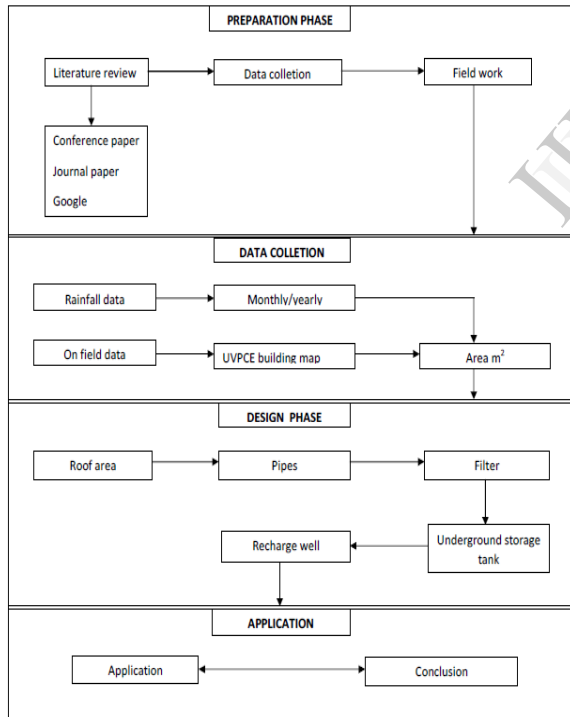 PREPARATION PHASE
Literature review
Data colletion
Field work
Conference paper
Journal paper
Google
DATA COLLETION
Rainfall data
Monthly/yearly
On field data
UVPCE building map
Area m²
DESIGN PHASE
Roof area
Pipes
Filter
Recharge well
Underground storage
tank
APPLICATION
Application
Conclusion